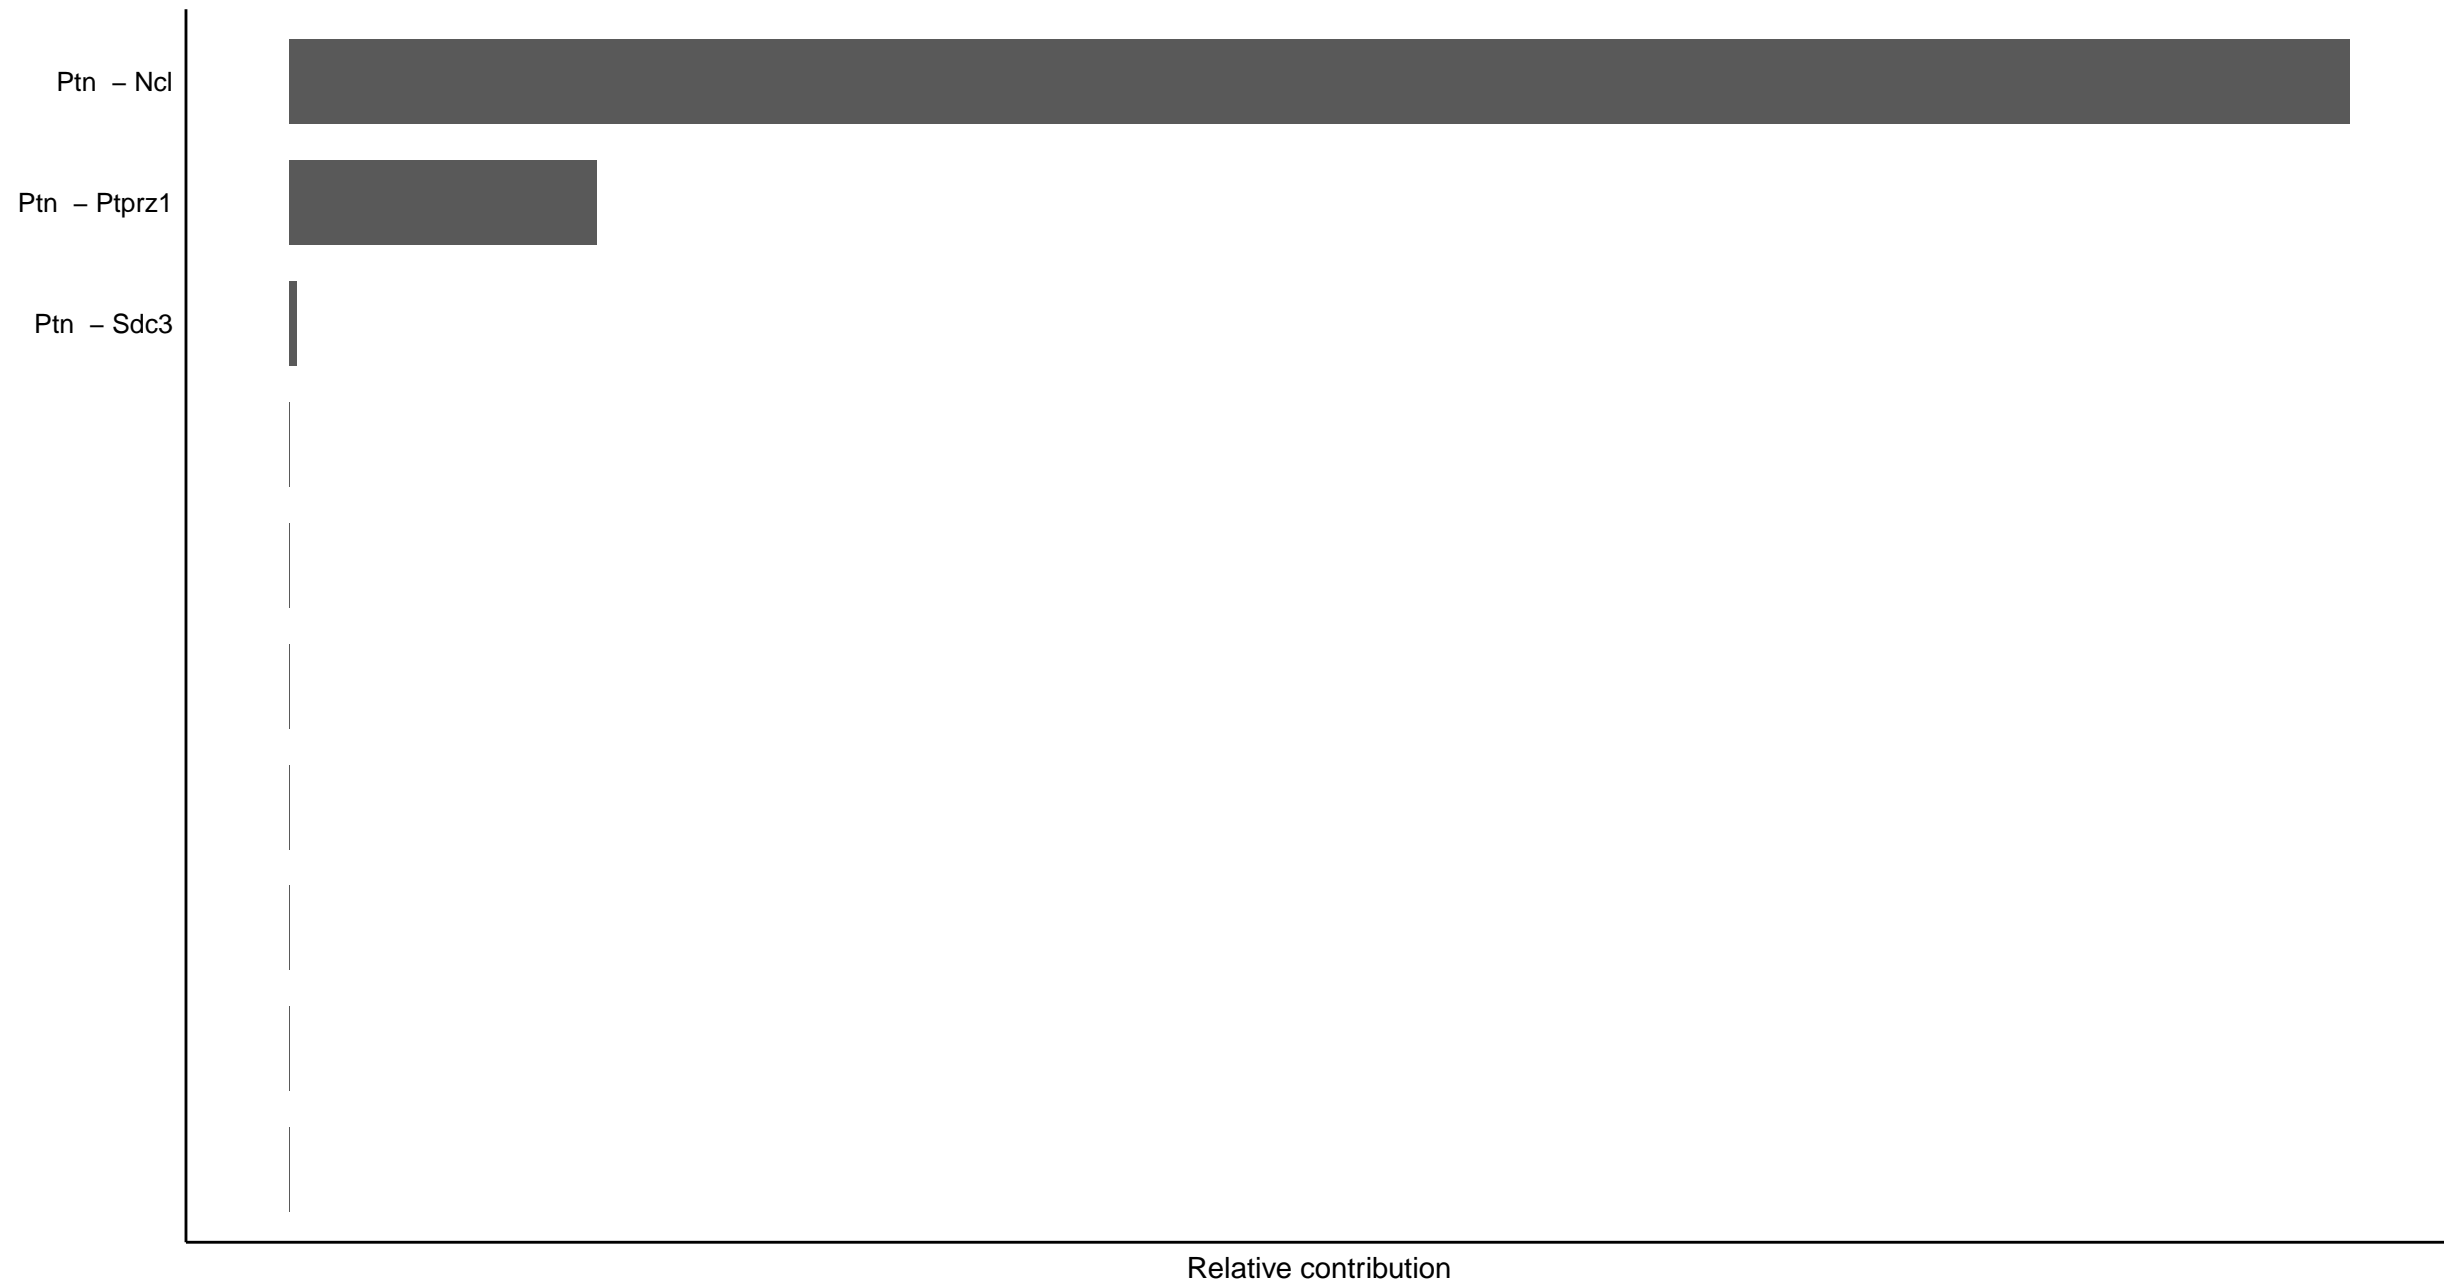 Ptn – Ncl
Ptn – Ptprz1
Ptn – Sdc3
Relative contribution